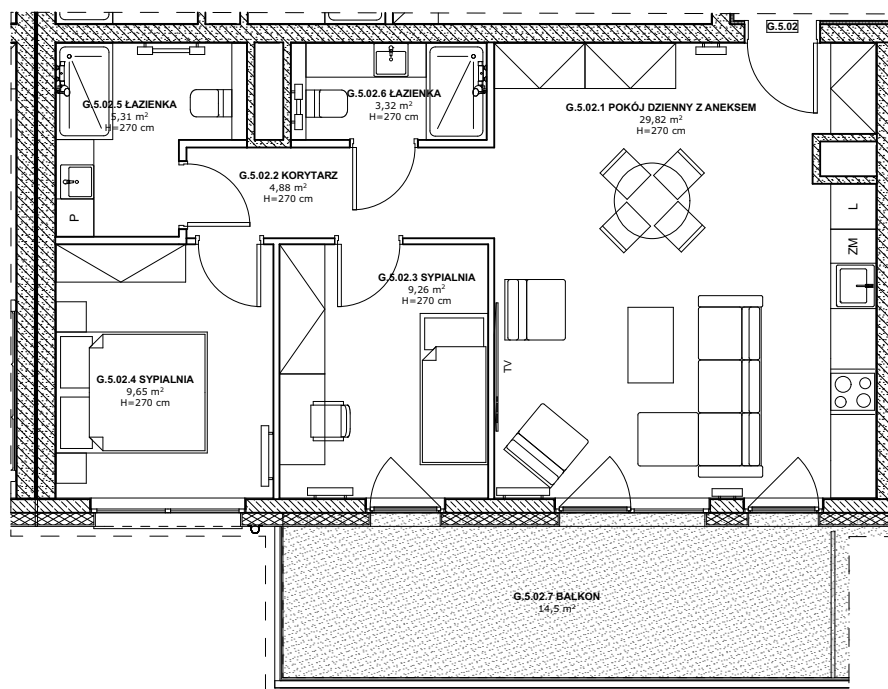 G.5.02
G.5.02.5 ŁAZIENKA
5,31 m²
H=270 cm
G.5.02.6 ŁAZIENKA
3,32 m²
H=270 cm
G.5.02.1 POKÓJ DZIENNY Z ANEKSEM
29,82 m²
H=270 cm
G.5.02.2 KORYTARZ
4,88 m²
H=270 cm
P
L
ZM
G.5.02.3 SYPIALNIA
9,26 m²
H=270 cm
TV
G.5.02.4 SYPIALNIA
9,65 m²
H=270 cm
G.5.02.7 BALKON
14,5 m²